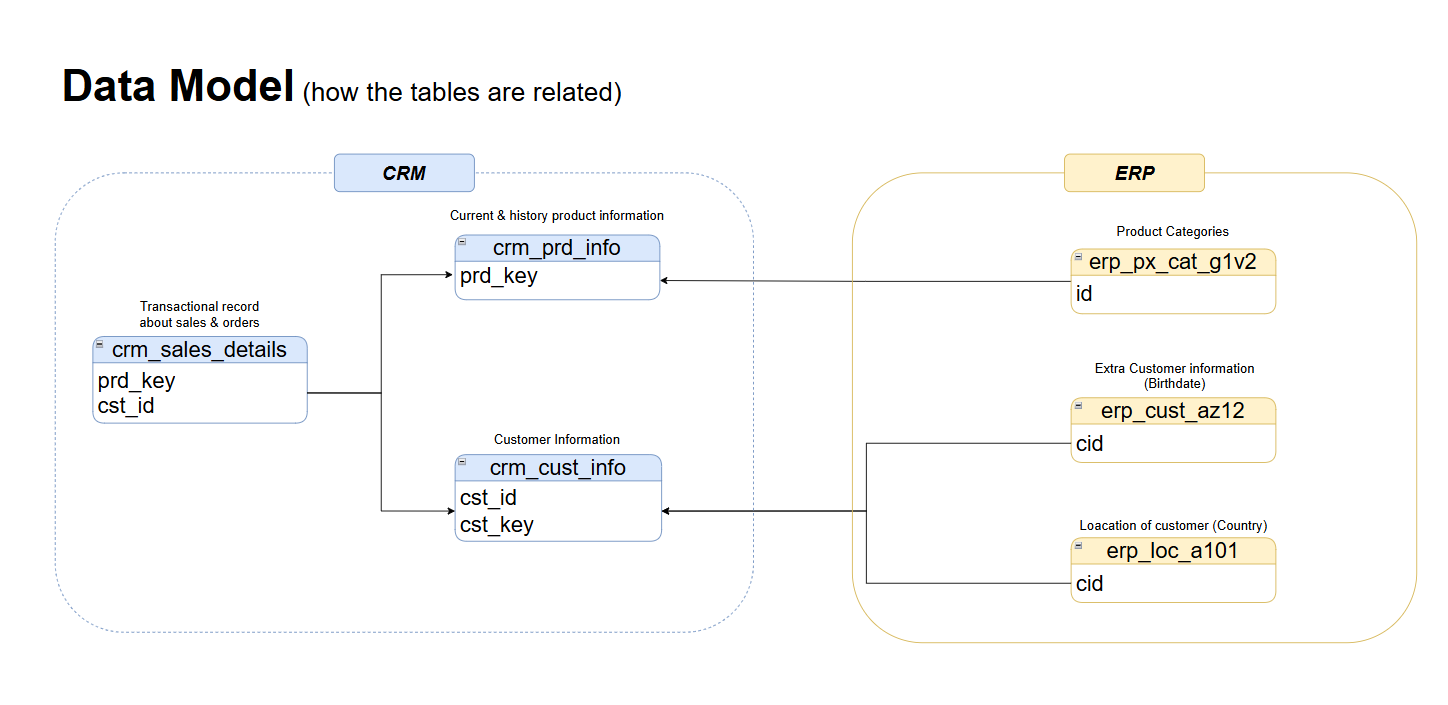 Data Model (how the tables are related)
CRM
Current & history product information
crm_prd_info
prd_key
Transactional record
about sales & orders
crm_sales_details
prd_key
cst_id
Customer Information
crm_cust_info
cst_id
cst_key
ERP
Product Categories
erp_px_cat_g1v2
id
Extra Customer information
(Birthdate)
erp_cust_az12
cid
Loacation of customer (Country)
erp_loc_a101
cid